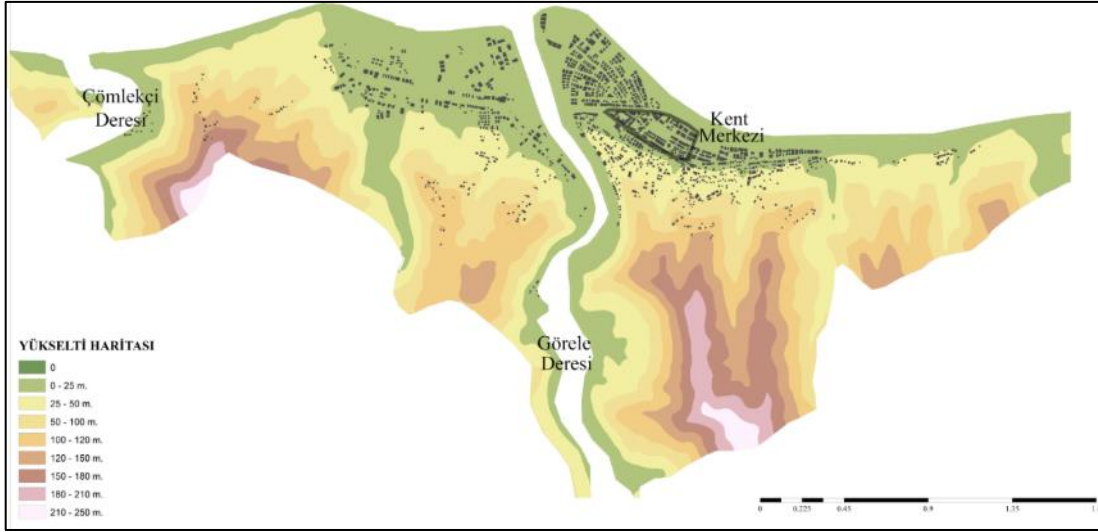 Çömlekçi
Deresi
Kent
Merkezi
Görele
Deresi
YÜKSELTİ HARİTASI
0
0 - 25 m.
25 - 50 m.
50 - 100 m.
100 - 120 m.
120 - 150 m.
150 - 180 m.
180 - 210 m.
210 - 250 m.
0 0.225 0.45 0.9 1.35